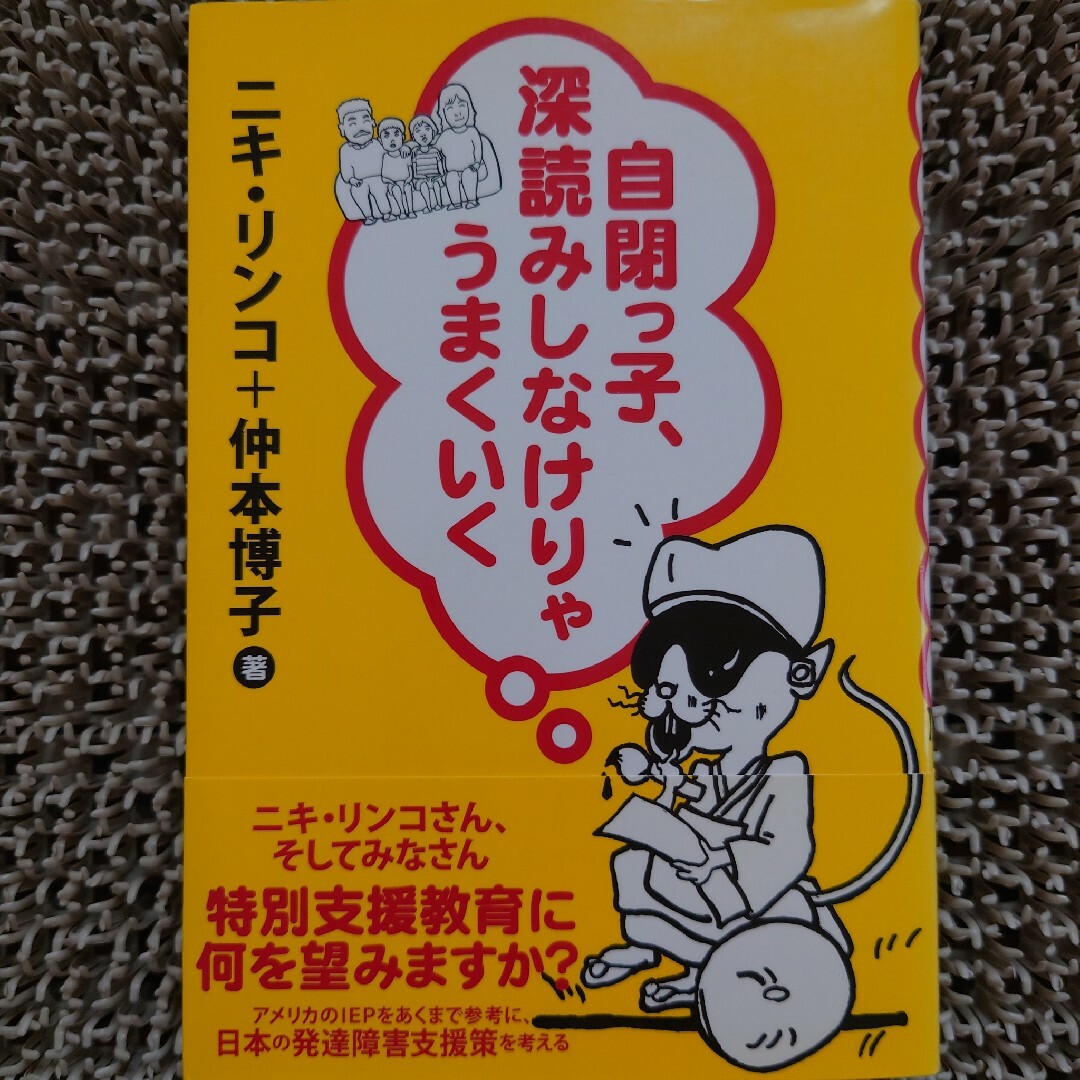 自閉っ子、
深読みしなけりゃ
うまくいく
ニキ・リンコ+仲本博子 著
ニキ・リンコさん、
そしてみなさん
特別支援教育に
何を望みますか?
アメリカのIEPをあくまで参考に、
日本の発達障害支援策を考える